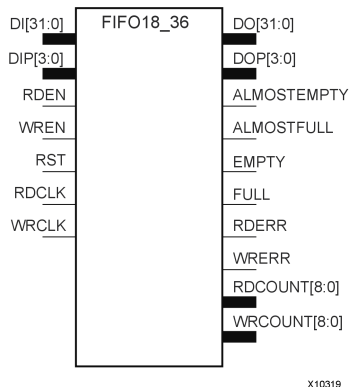 FIFO18_36
DI[31:0]
DIP[3:0]
RDEN
WREN
RST
RDCLK
WRCLK
DO[31:0]
DOP[3:0]
ALMOSTEMPTY
ALMOSTFULL
EMPTY
FULL
RDERR
WRERR
RDCOUNT[8:0]
WRCOUNT[8:0]
X10319